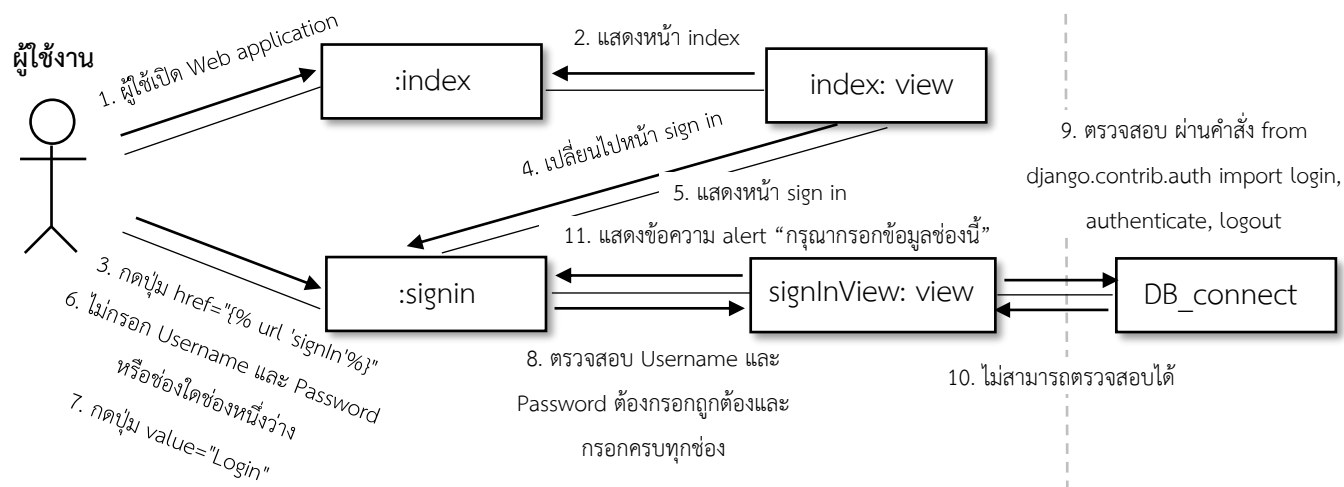 ผู้ใช้งาน
1. ผู้ใช้เปิด Web application
:index
2. แสดงหน้า index
index: view
4. เปลี่ยนไปหน้า sign in
5. แสดงหน้า sign in
9. ตรวจสอบ ผ่านคำสั่ง from
django.contrib.auth import login,
authenticate, logout
11. แสดงข้อความ alert “กรุณากรอกข้อมูลช่องนี้”
3. กดปุ่ม href="{% url 'signIn'%}"
6. ไม่กรอก Username และ Password
หรือช่องใดช่องหนึ่งว่าง
7. กดปุ่ม value="Login"
:signin
signInView: view
DB_connect
8. ตรวจสอบ Username และ
Password ต้องกรอกถูกต้องและ
กรอกครบทุกช่อง
10. ไม่สามารถตรวจสอบได้